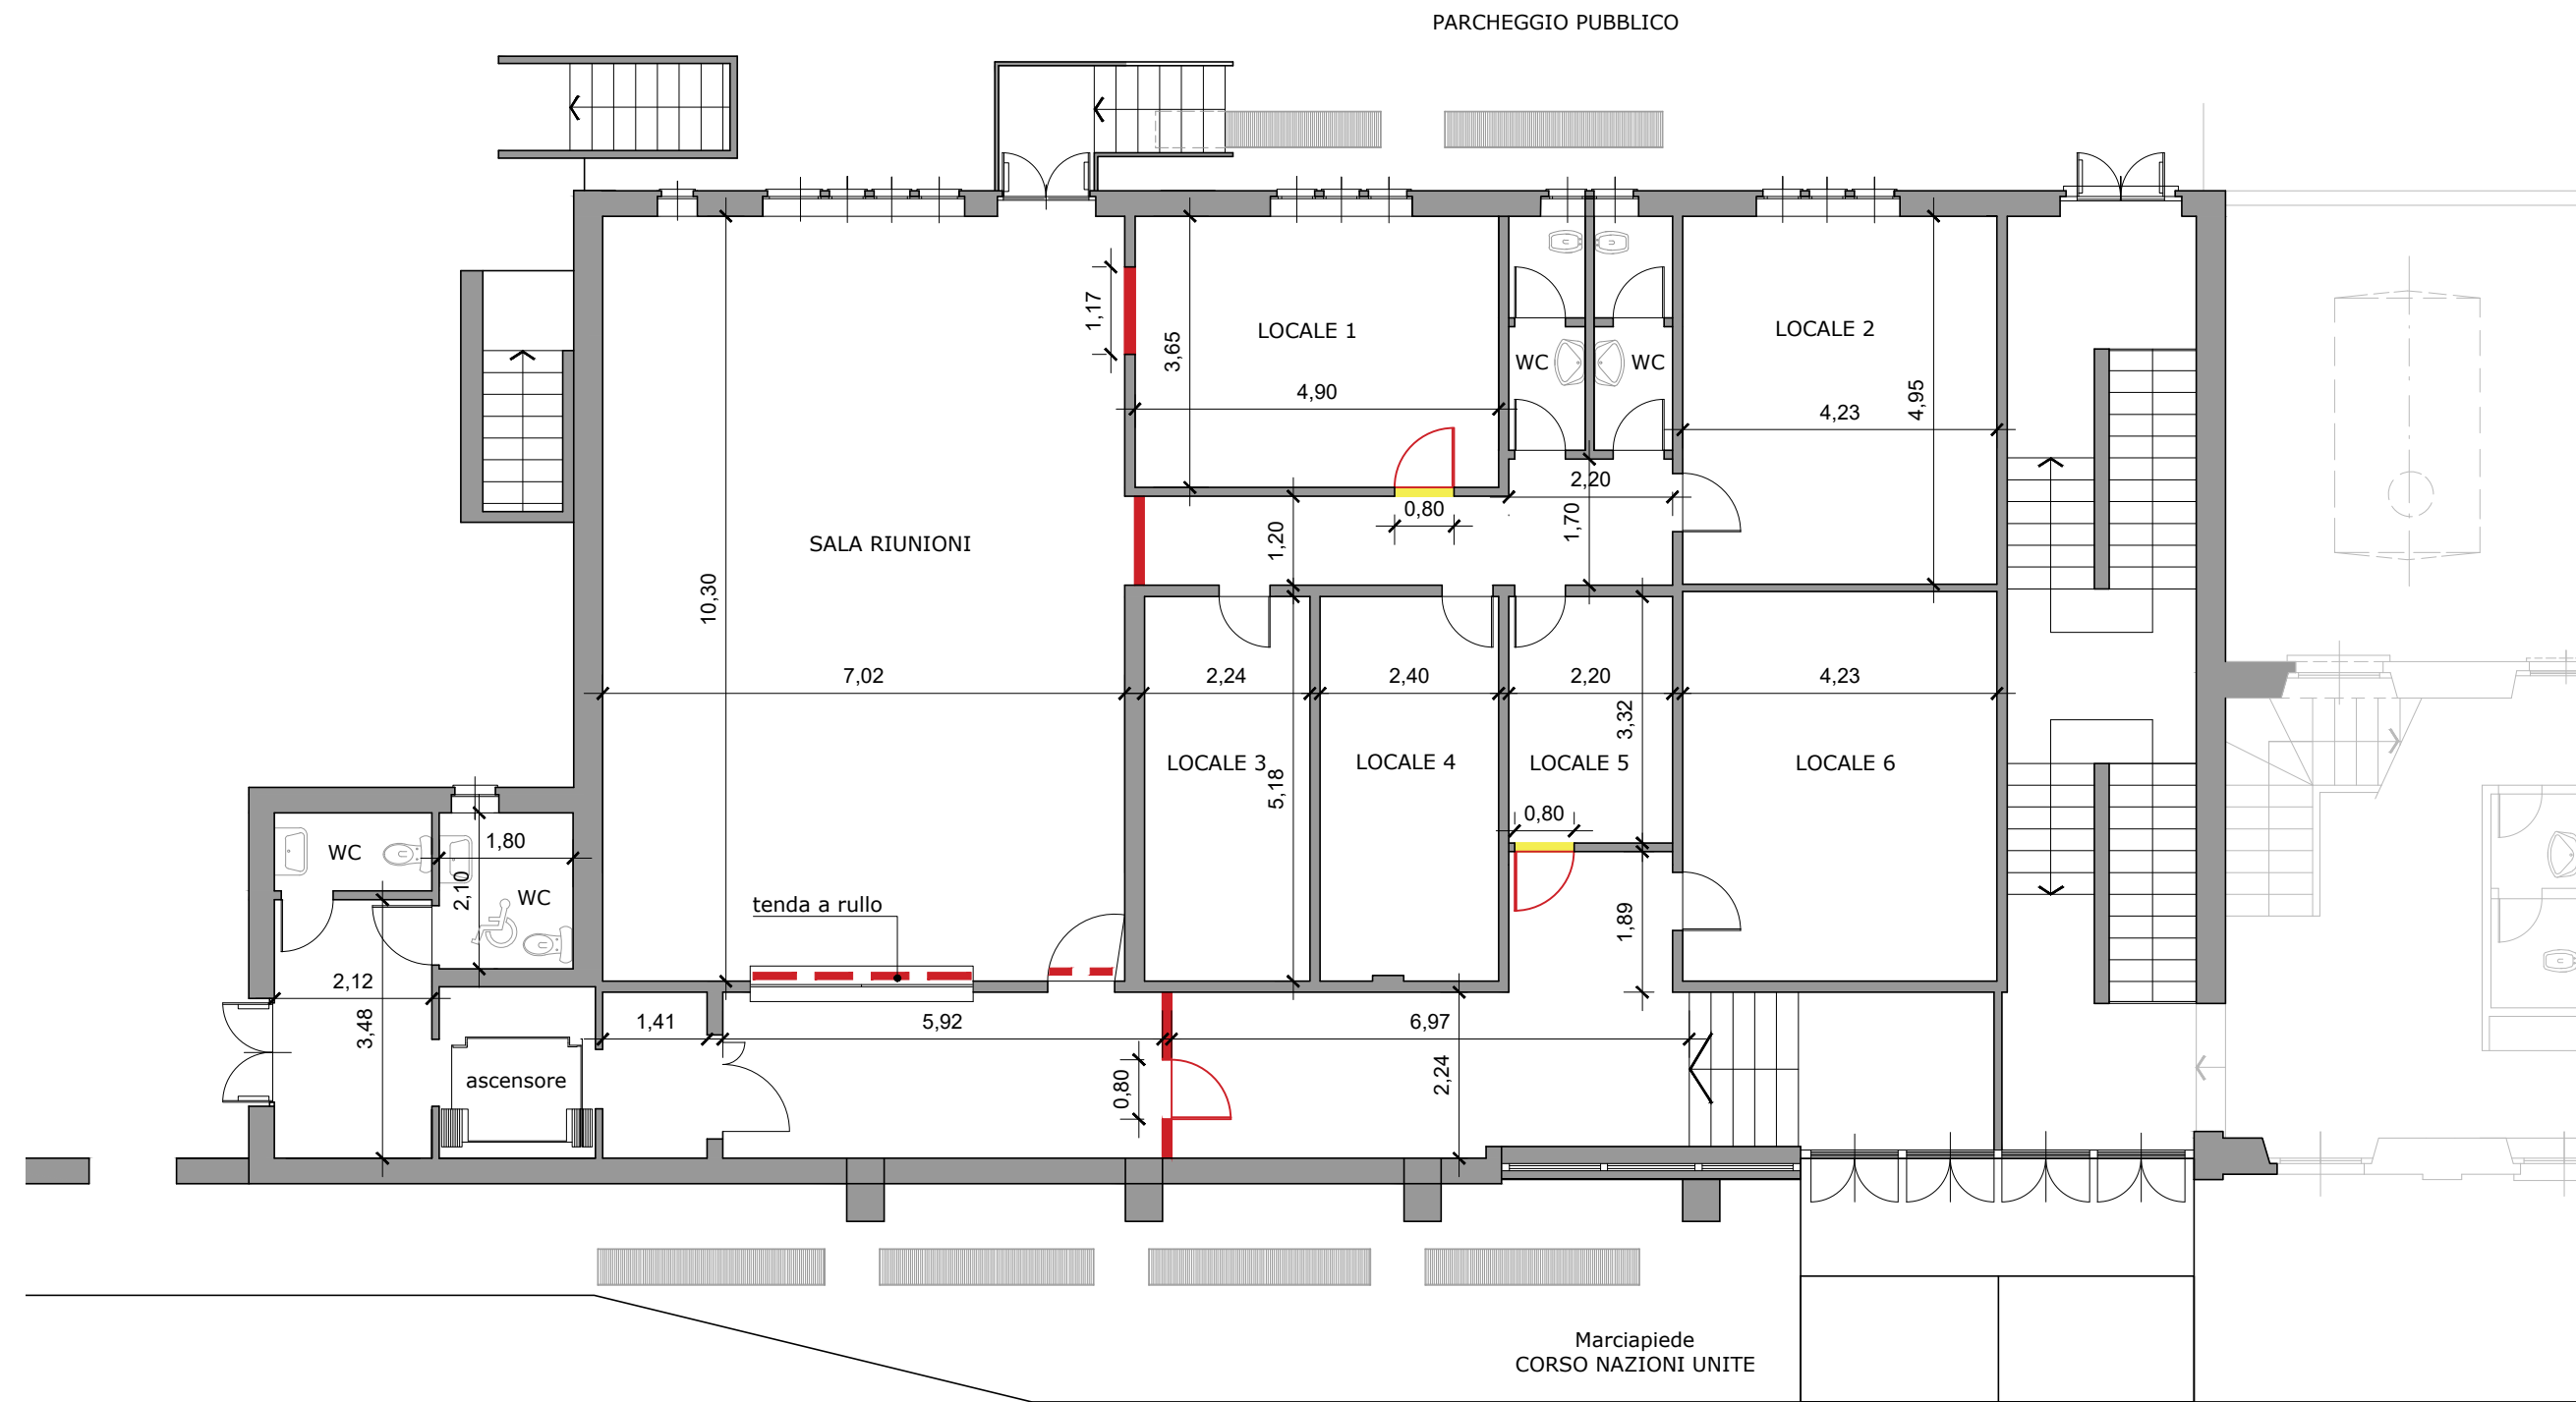 PARCHEGGIO PUBBLICO
1,17
3,65
LOCALE 1
4,90
WC
WC
LOCALE 2
4,23
4,95
2,20
0,80
1,20
1,70
SALA RIUNIONI
10,30
7,02
2,24
2,40
2,20
4,23
3,32
LOCALE 3
5,18
LOCALE 4
LOCALE 5
LOCALE 6
0,80
WC
1,80
2,10
WC
tenda a rullo
1,89
2,12
3,48
1,41
5,92
6,97
ascensore
0,80
2,24
Marciapiede
CORSO NAZIONI UNITE